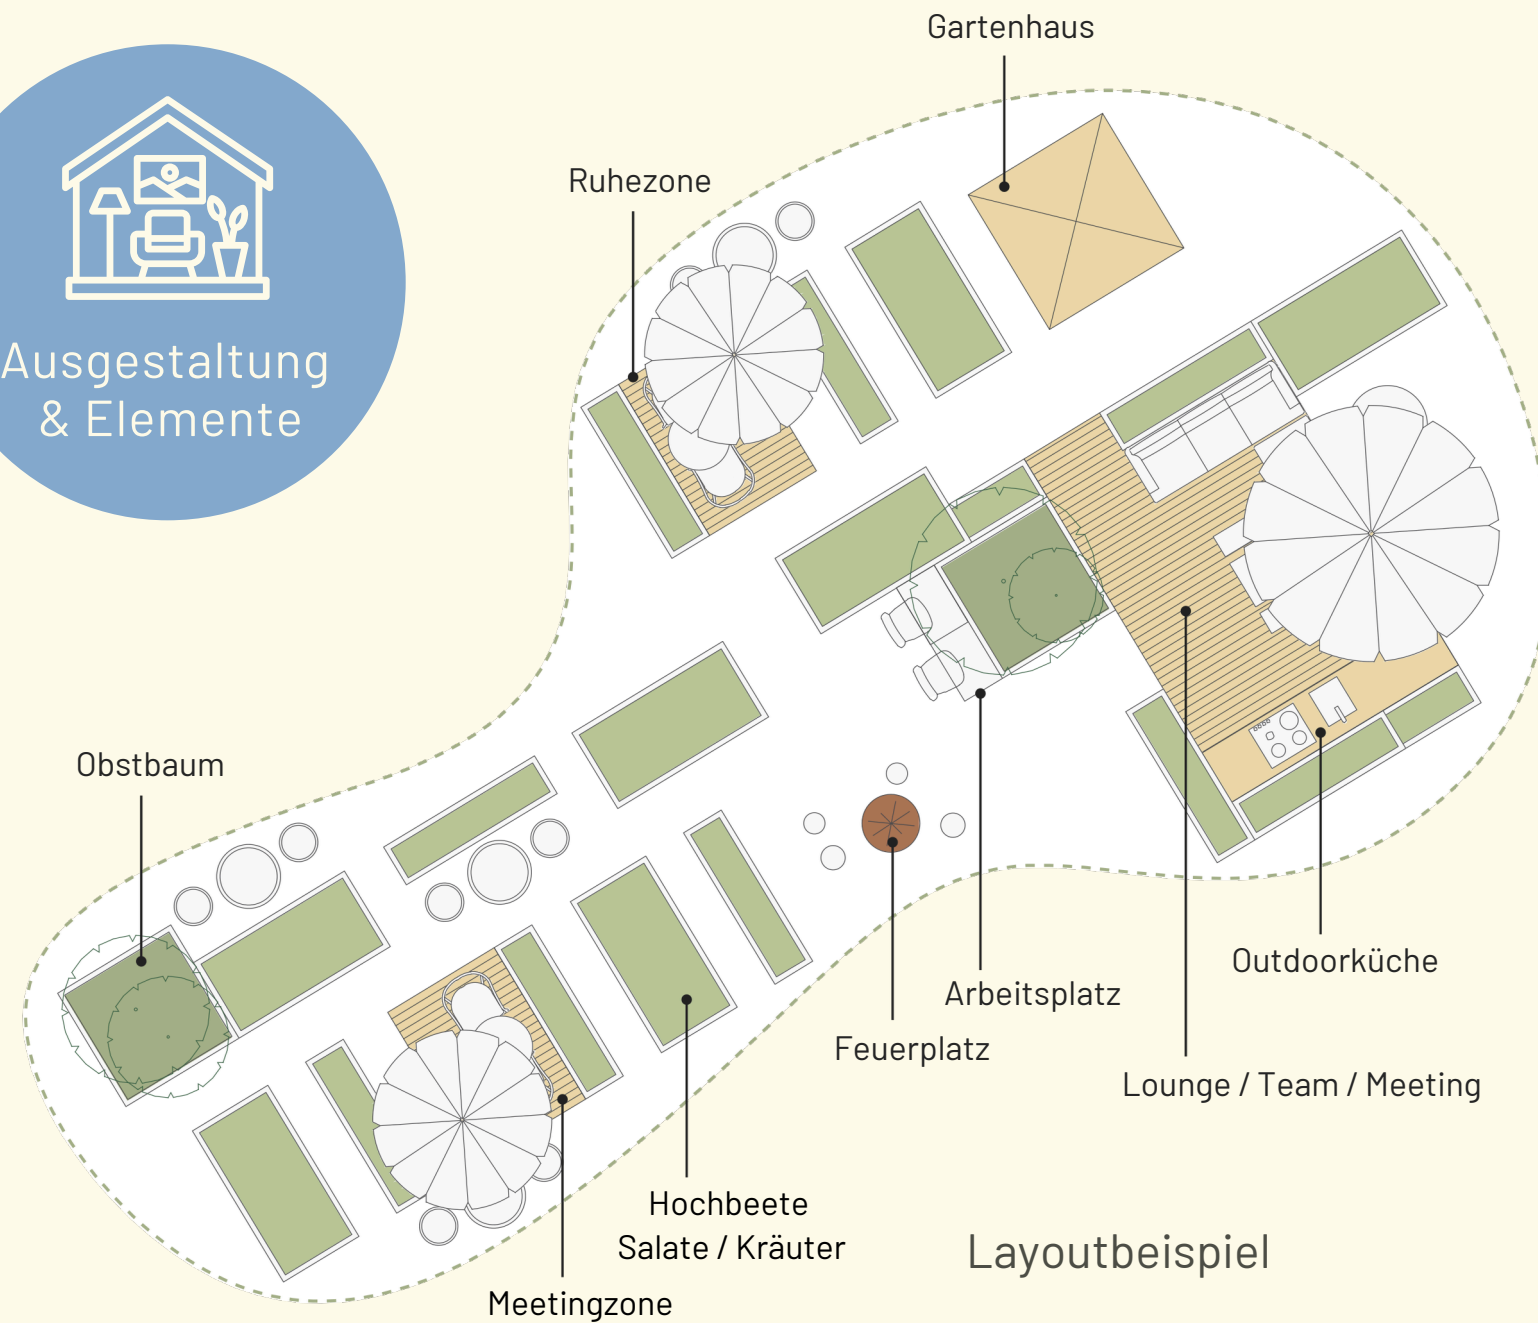 Gartenhaus
Ruhezone
Ausgestaltung
& Elemente
Obstbaum
Outdoorküche
Arbeitsplatz
Feuerplatz
Lounge / Team / Meeting
Hochbeete
Salate / Kräuter
Layoutbeispiel
Meetingzone